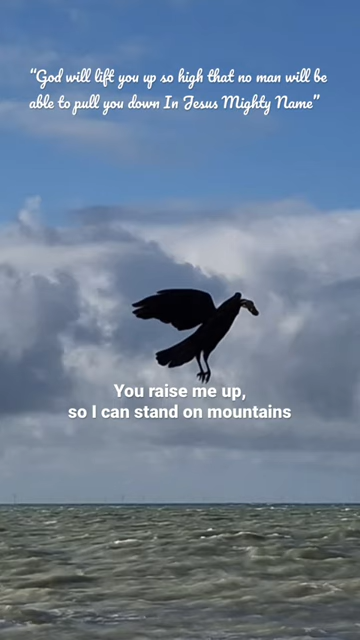 “God will lift you up so high that no man will be
able to pull you down In Jesus Mighty Name”
You raise me up,
so I can stand on mountains